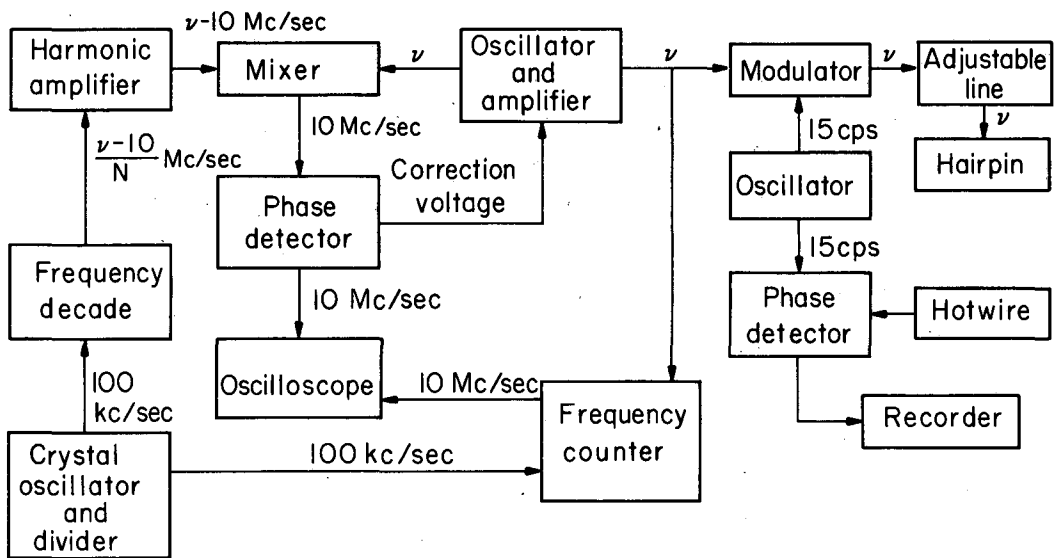 Harmonic
amplifier
ν-10 Mc/sec
Mixer
ν
Oscillator
and
amplifier
ν
Modulator
ν
Adjustable
line
ν
Hairpin
10 Mc/sec
15 cps
Oscillator
15cps
ν-10
N
Mc/sec
Phase
detector
Correction
voltage
Frequency
decade
10 Mc/sec
Phase
detector
Hotwire
Oscilloscope
10 Mc/sec
Frequency
counter
Recorder
100
kc/sec
100 kc/sec
Crystal
oscillator
and
divider